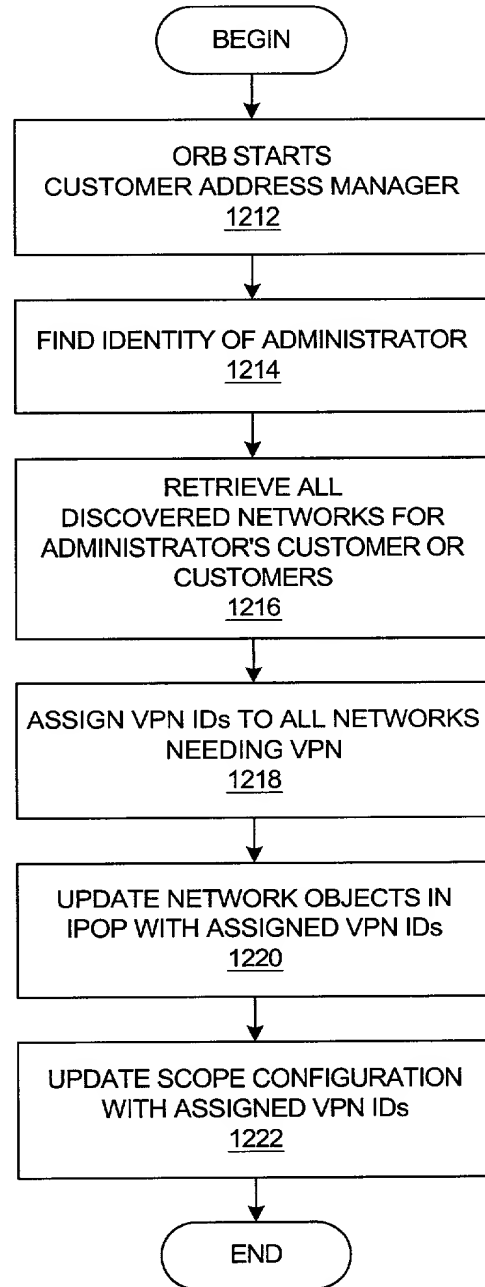 BEGIN
ORB STARTS
CUSTOMER ADDRESS MANAGER
1212
FIND IDENTITY OF ADMINISTRATOR
1214
RETRIEVE ALL
DISCOVERED NETWORKS FOR
ADMINISTRATOR'S CUSTOMER OR
CUSTOMERS
1216
ASSIGN VPN IDs TO ALL NETWORKS
NEEDING VPN
1218
UPDATE NETWORK OBJECTS IN
IPOP WITH ASSIGNED VPN IDs
1220
UPDATE SCOPE CONFIGURATION
WITH ASSIGNED VPN IDs
1222
END